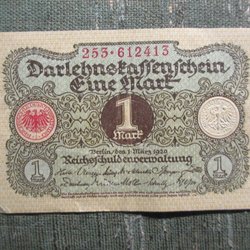 253·612413
Darlehnskassenschein
Eine Mark
1
Mark
Berlin, den 1. März 1920
Reichsschuldenverwaltung
1
1